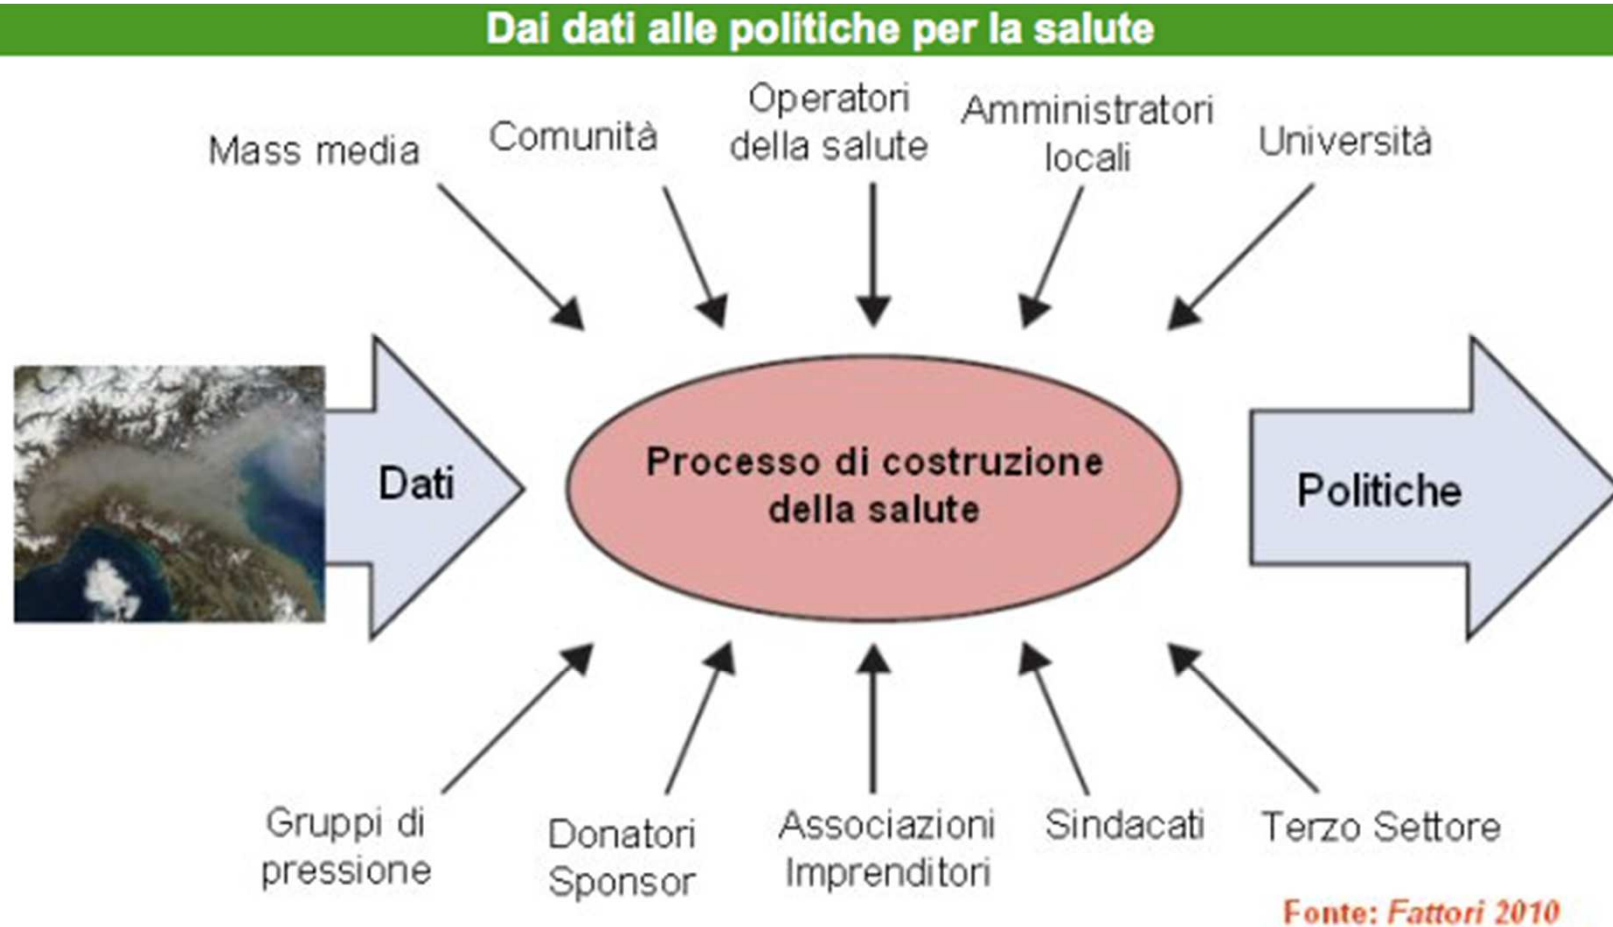 Dai dati alle politiche per la salute
Mass media
Comunità
Operatori
della salute
Amministratori
locali
Università
Dati
Processo di costruzione
della salute
Politiche
Gruppi di
pressione
Donatori
Sponsor
Associazioni
Imprenditori
Sindacati
Terzo Settore
Fonte: Fattori 2010